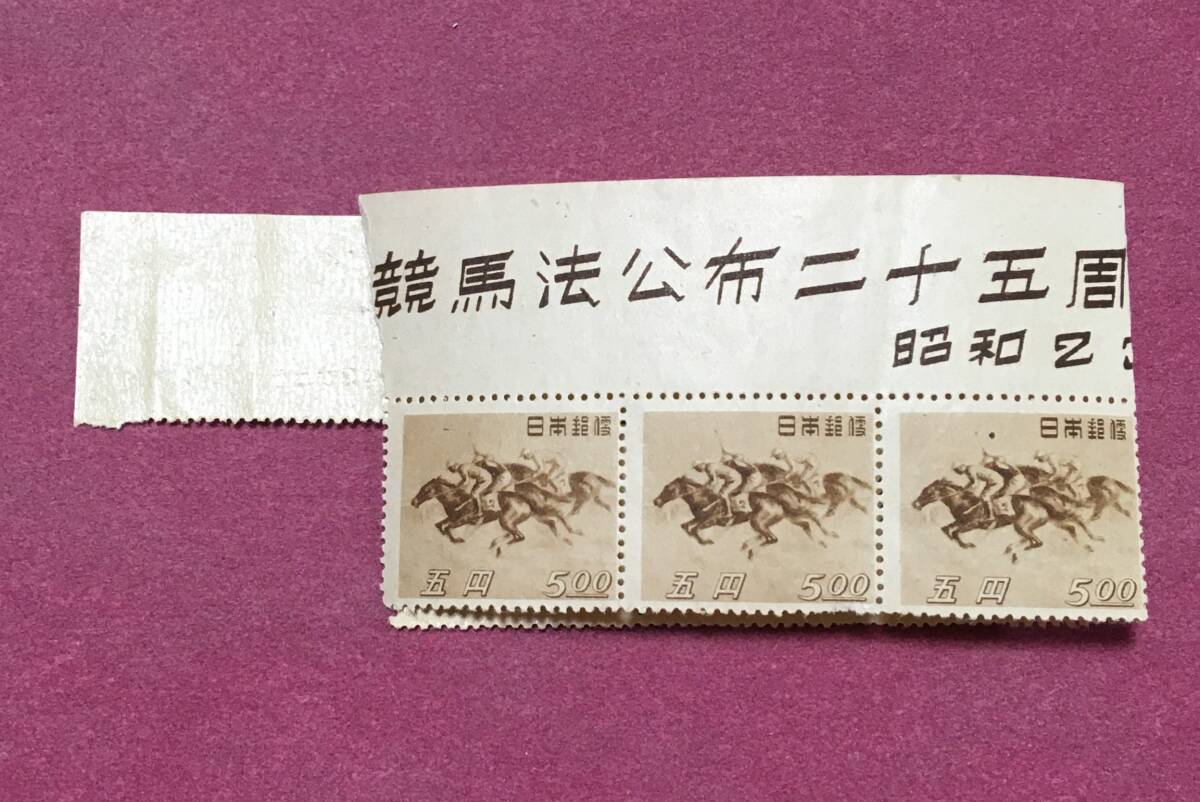 競馬法公布二十五周
昭和2
日本郵便 日本郵便 日本郵便
五円 5.00 五円 5.00 五円 5.00